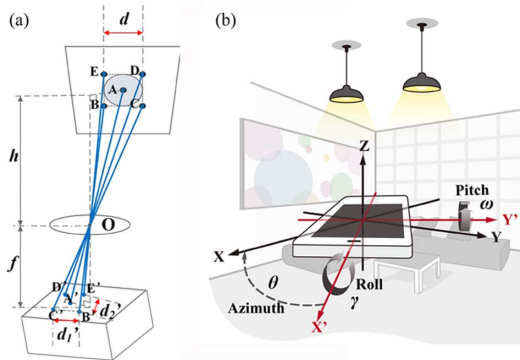 (a)
d
E
D
A
B
C
h
O
f
D'
E'
A'
C'
B'
d₂'
d₁'
(b)
Z
Pitch
ω
Y'
Y
X
θ
Roll
Azimuth
γ
X'